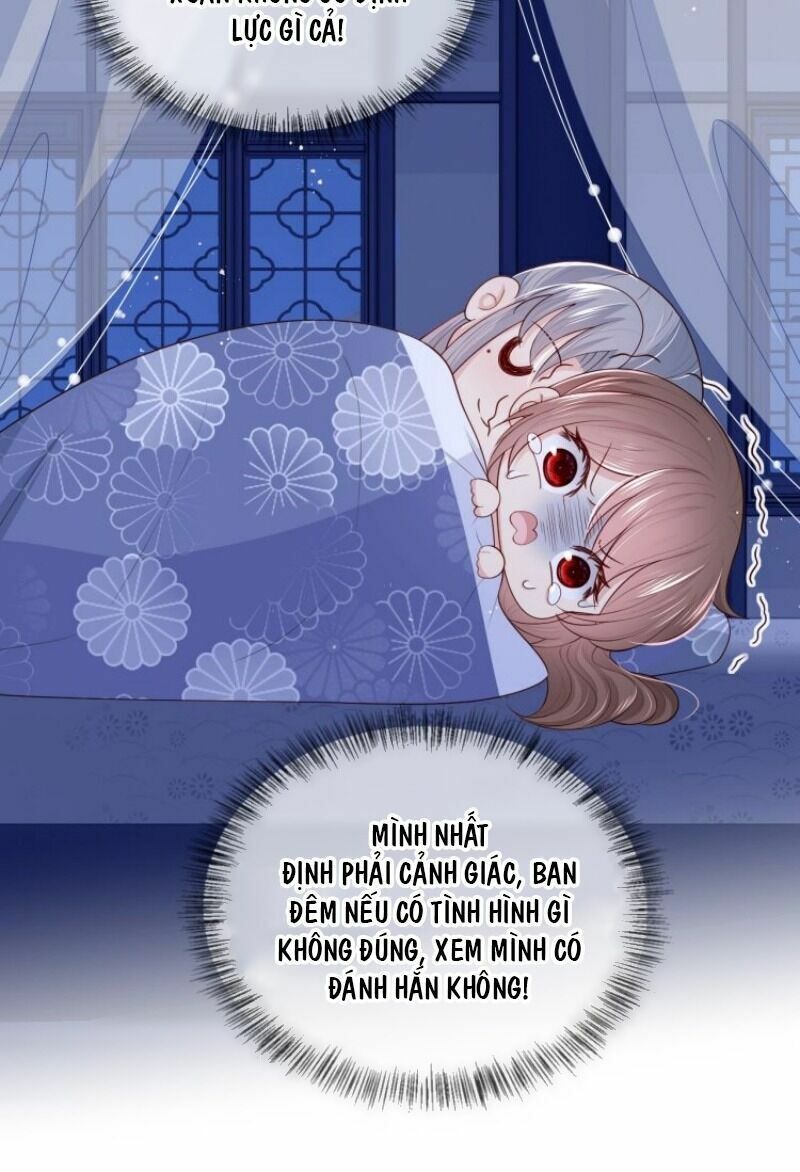 LỰC GÌ CẢ!
MÌNH NHẤT
ĐỊNH PHẢI CẢNH GIÁC, BAN
ĐÊM NẾU CÓ TÌNH HÌNH GÌ
KHÔNG ĐÚNG, XEM MÌNH CÓ
ĐÁNH HẮN KHÔNG!